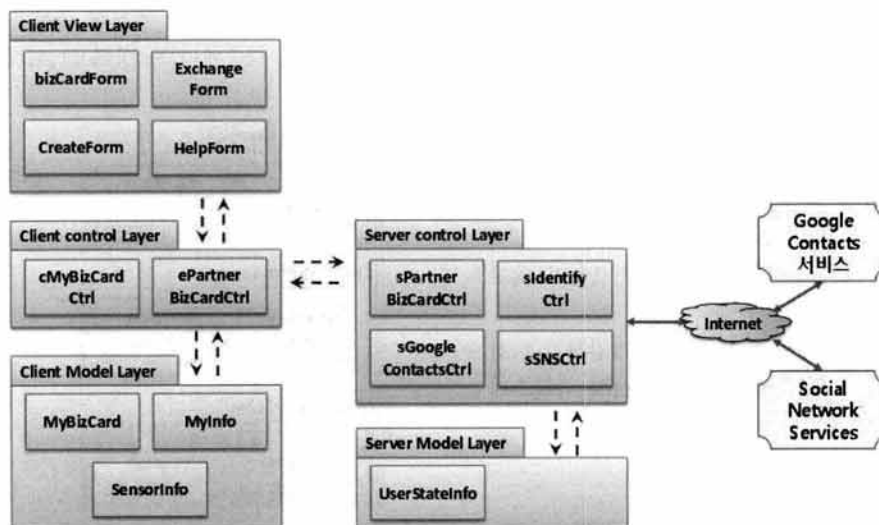 Client View Layer
bizCardForm
Exchange
Form
CreateForm
HelpForm
Client control Layer
cMyBizCard
Ctrl
ePartner
BizCardCtrl
Client Model Layer
MyBizCard
MyInfo
SensorInfo
Server control Layer
sPartner
BizCardCtrl
sIdentify
Ctrl
sGoogle
ContactsCtrl
sSNSCtrl
Server Model Layer
UserStateInfo
Internet
Google
Contacts
서비스
Social
Network
Services